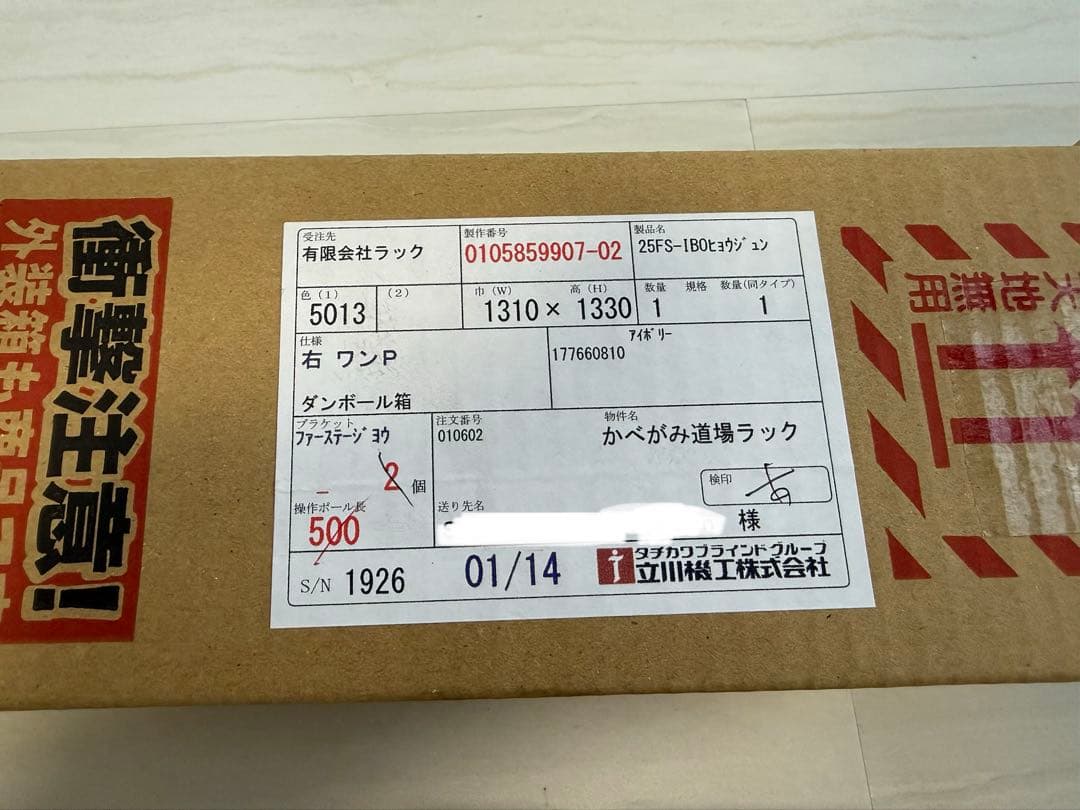 衝撃注意!
受注先
有限会社ラック
製作番号
0105859907-02
製品名
25FS-IBOﾋｮｳｼﾞｭﾝ
色(1)
5013
(2)
巾(W)
1310×
高(H)
1330
数量
1
規格
数量(同タイプ)
1
仕様
右 ワンP
ダンボール箱
ｱｲﾎﾞﾘｰ
177660810
ブラケット
ﾌｧｰｽﾃｰｼﾞﾖｳ
2個
操作ポール長
500
注文番号
010602
物件名
かべがみ道場ラック
検印
送り先名
様
S/N 1926
01/14
タチカワブラインドグループ
立川機工株式会社
天地無用